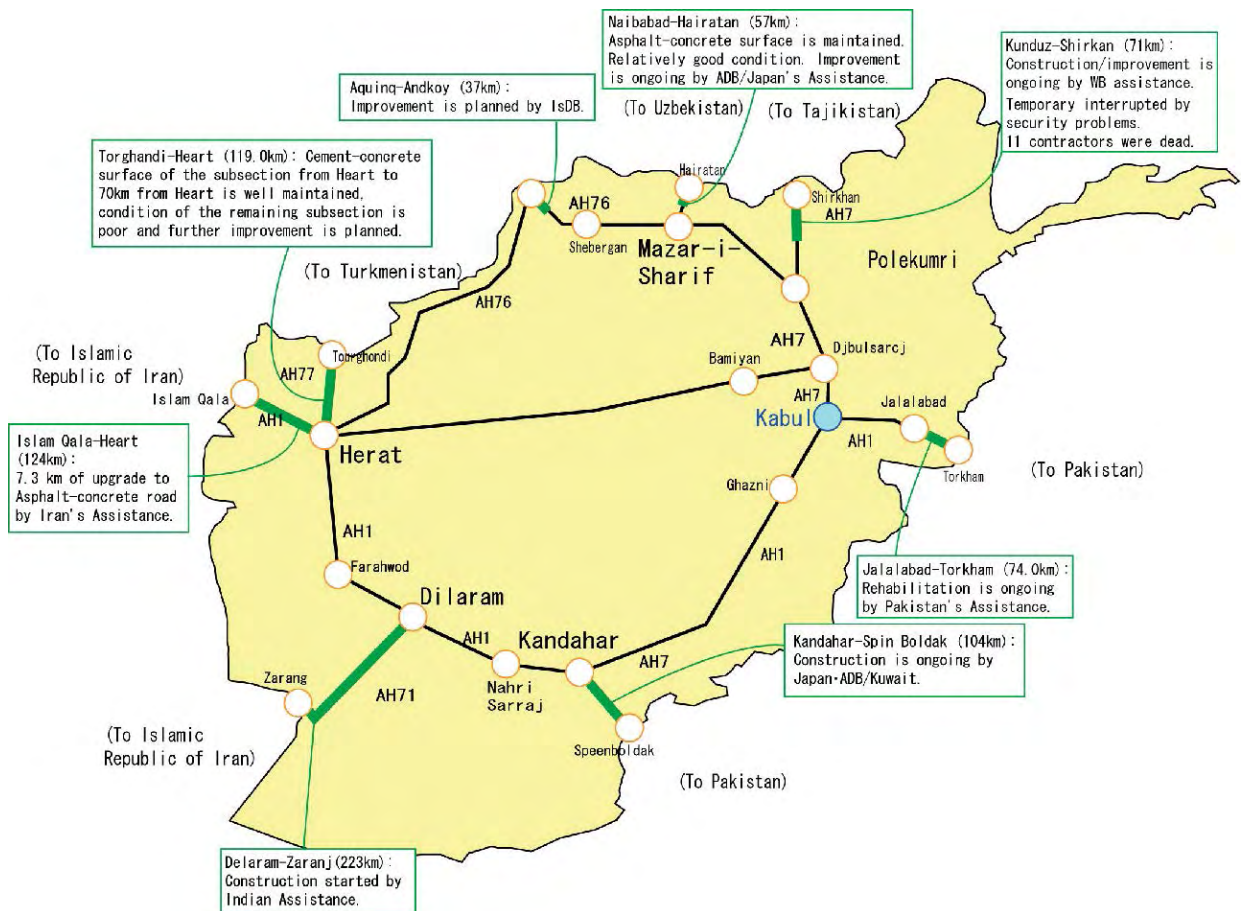 Naibabad-Hairatan (57km):
Asphalt-concrete surface is maintained.
Relatively good condition. Improvement
is ongoing by ADB/Japan's Assistance.
Kunduz-Shirkan (71km):
Construction/improvement is
ongoing by WB assistance.
Temporary interrupted by
security problems.
11 contractors were dead.
Aquinq-Andkoy (37km):
Improvement is planned by IsDB.
(To Uzbekistan)
(To Tajikistan)
Torghandi-Heart (119.0km): Cement-concrete
surface of the subsection from Heart to
70km from Heart is well maintained,
condition of the remaining subsection is
poor and further improvement is planned.
Hairatan
Shirkhan
AH76
AH7
Shebergan
Mazar-i-
Sharif
Polekumri
(To Turkmenistan)
AH76
AH7
Djbulsarcj
(To Islamic
Republic of Iran)
Tourghondi
Bamiyan
AH77
AH7
Islam Qala
Jalalabad
AH1
Kabul
AH1
Herat
Torkham
(To Pakistan)
Islam Qala-Heart
(124km):
7.3 km of upgrade to
Asphalt-concrete road
by Iran's Assistance.
Ghazni
AH1
AH1
Farahwod
Jalalabad-Torkham (74.0km):
Rehabilitation is ongoing
by Pakistan's Assistance.
Dilaram
AH1
Kandahar
AH7
Kandahar-Spin Boldak (104km):
Construction is ongoing by
Japan・ADB/Kuwait.
Zarang
AH71
Nahri
Sarraj
(To Islamic
Republic of Iran)
Speenboldak
(To Pakistan)
Delaram-Zaranj(223km):
Construction started by
Indian Assistance.